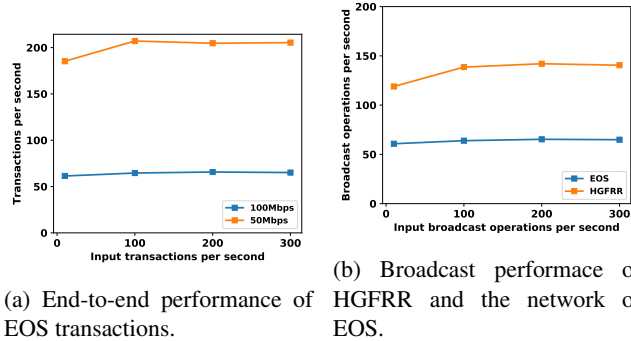 200
150
100
50
0
Transactions per second
0 100 200 300
Input transactions per second
100Mbps
50Mbps
(a) End-to-end performance of
EOS transactions.
200
150
100
50
0
Broadcast operations per second
0 100 200 300
Input broadcast operations per second
EOS
HGFRR
(b) Broadcast performace o
HGFRR and the network o
EOS.